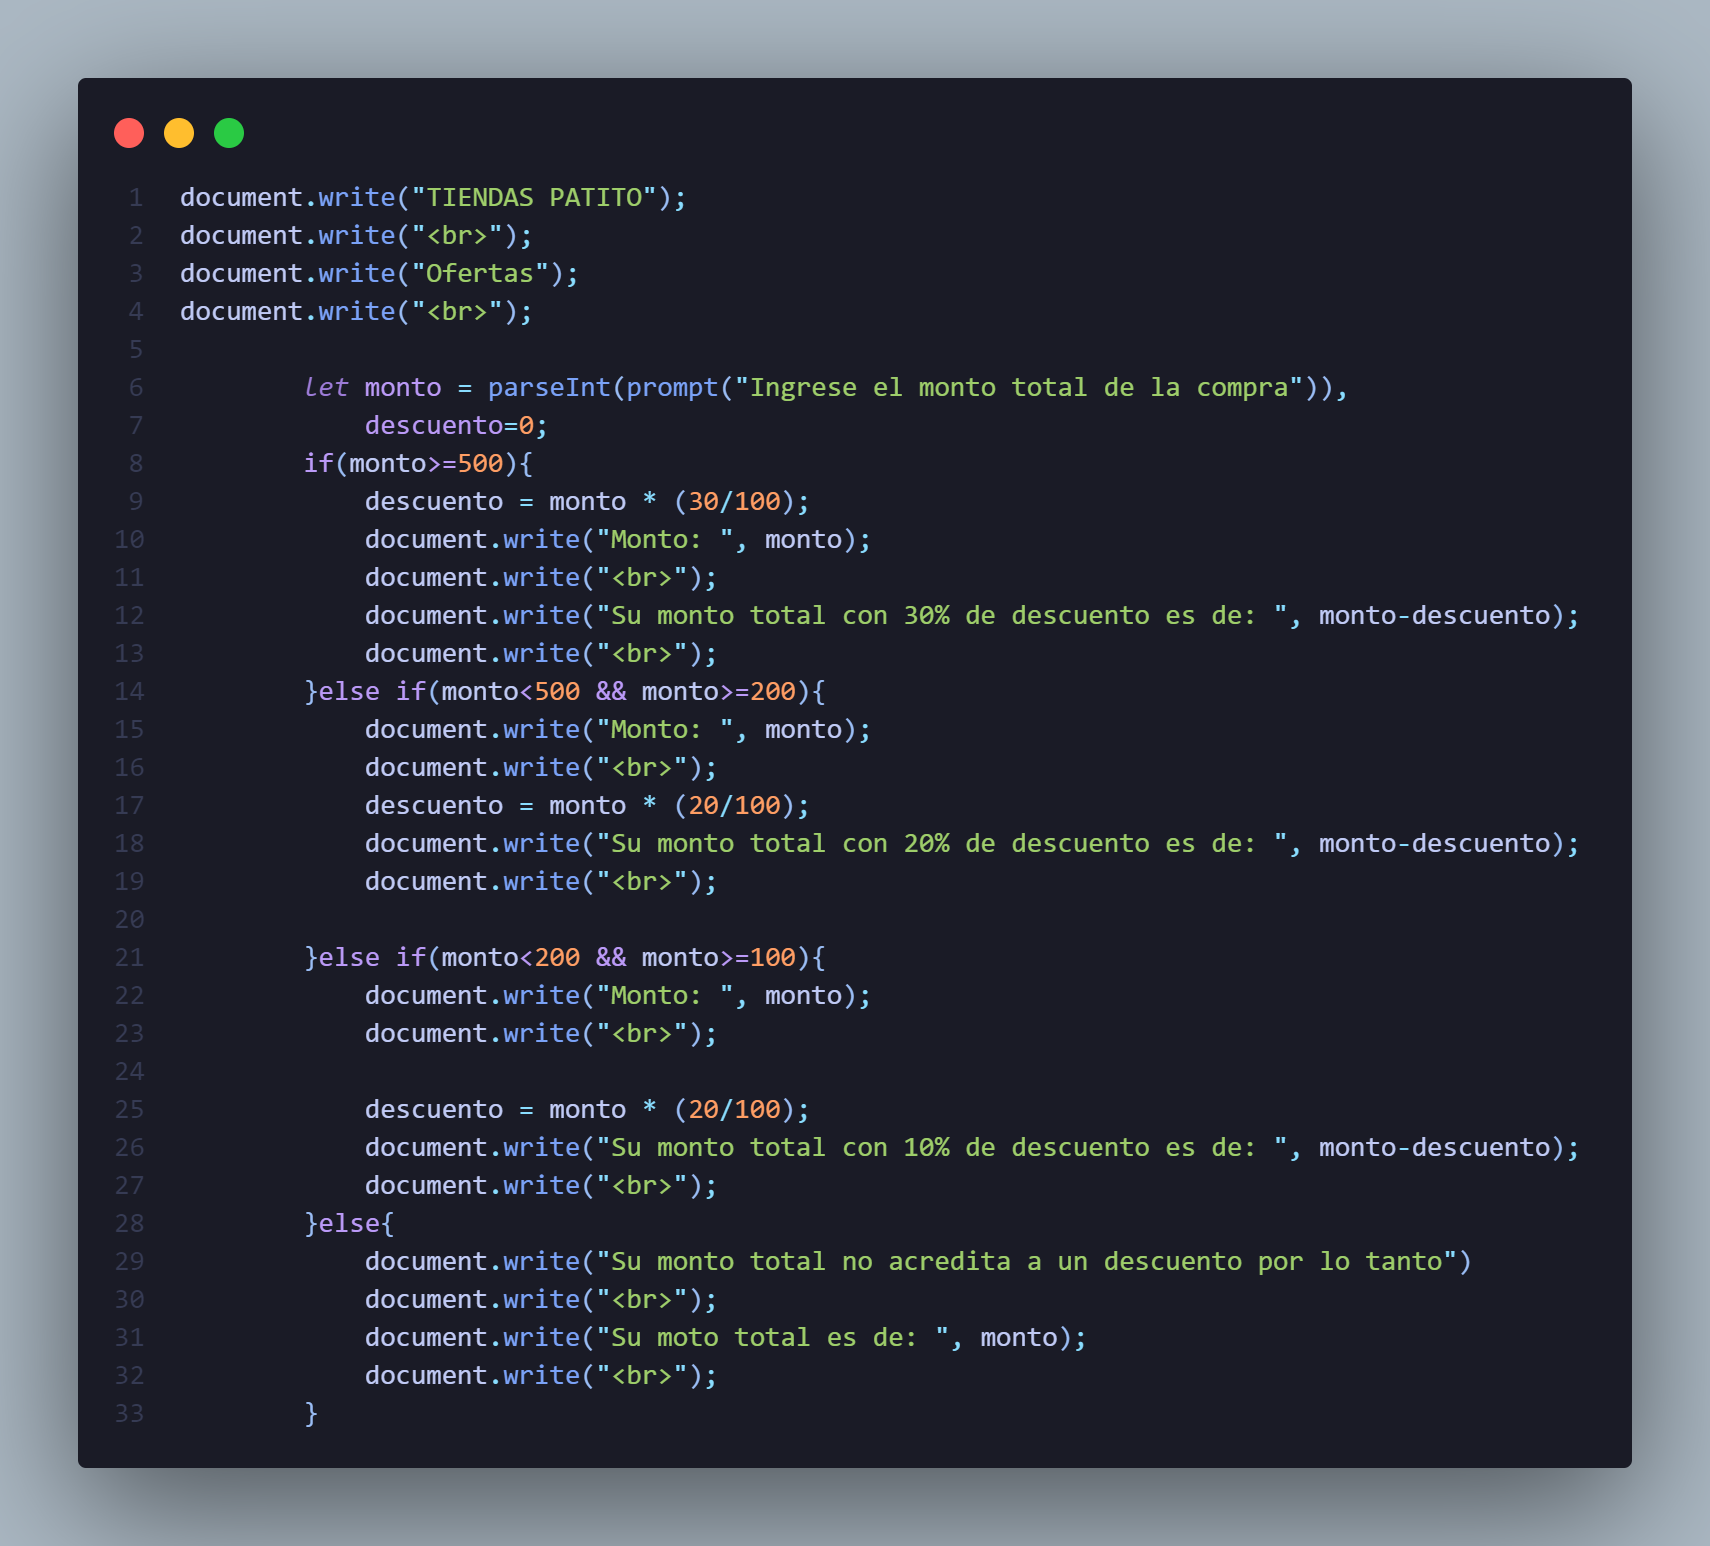 1 document.write("TIENDAS PATITO");
2 document.write("<br>");
3 document.write("Ofertas");
4 document.write("<br>");
5
6         let monto = parseInt(prompt("Ingrese el monto total de la compra")),
7             descuento=0;
8         if(monto>=500){
9             descuento = monto * (30/100);
10             document.write("Monto: ", monto);
11             document.write("<br>");
12             document.write("Su monto total con 30% de descuento es de: ", monto-descuento);
13             document.write("<br>");
14         }else if(monto<500 && monto>=200){
15             document.write("Monto: ", monto);
16             document.write("<br>");
17             descuento = monto * (20/100);
18             document.write("Su monto total con 20% de descuento es de: ", monto-descuento);
19             document.write("<br>");
20
21         }else if(monto<200 && monto>=100){
22             document.write("Monto: ", monto);
23             document.write("<br>");
24
25             descuento = monto * (20/100);
26             document.write("Su monto total con 10% de descuento es de: ", monto-descuento);
27             document.write("<br>");
28         }else{
29             document.write("Su monto total no acredita a un descuento por lo tanto")
30             document.write("<br>");
31             document.write("Su moto total es de: ", monto);
32             document.write("<br>");
33         }